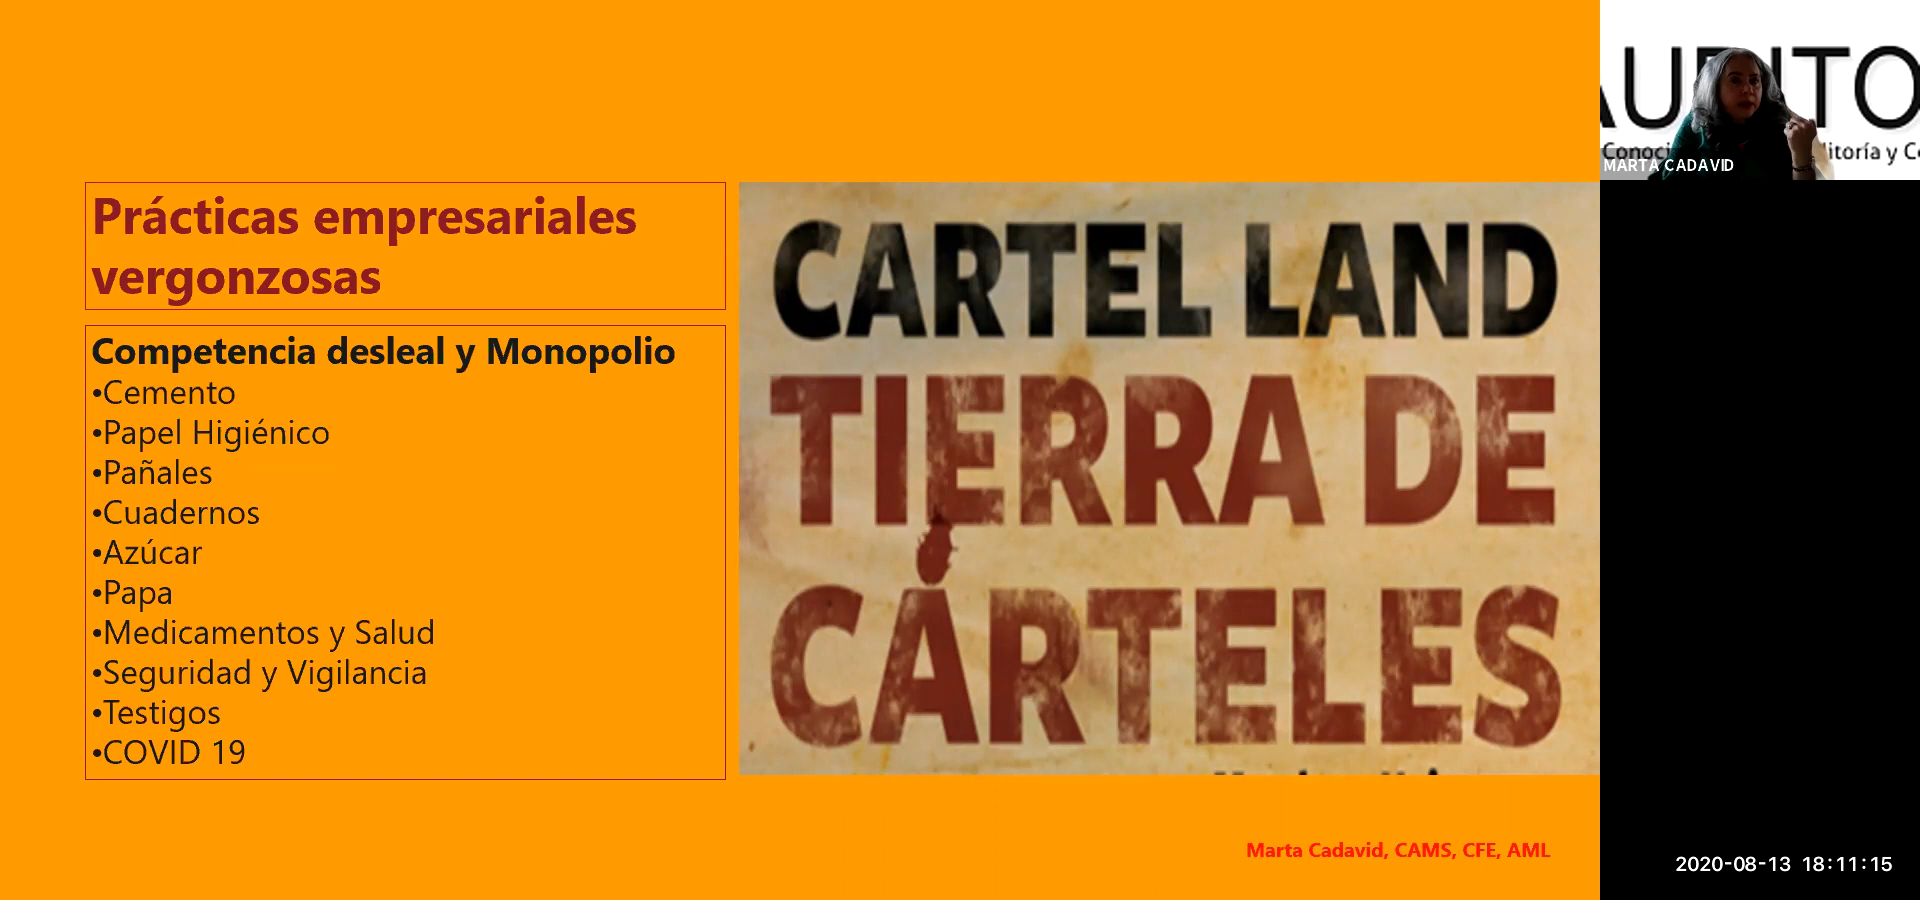 Prácticas empresariales
vergonzosas
Competencia desleal y Monopolio
•Cemento
•Papel Higiénico
•Pañales
•Cuadernos
•Azúcar
•Papa
•Medicamentos y Salud
•Seguridad y Vigilancia
•Testigos
•COVID 19
CARTEL LAND
TIERRA DE
CÁRTELES
Marta Cadavid, CAMS, CFE, AML
MARTA CADAVID
2020-08-13 18:11:15